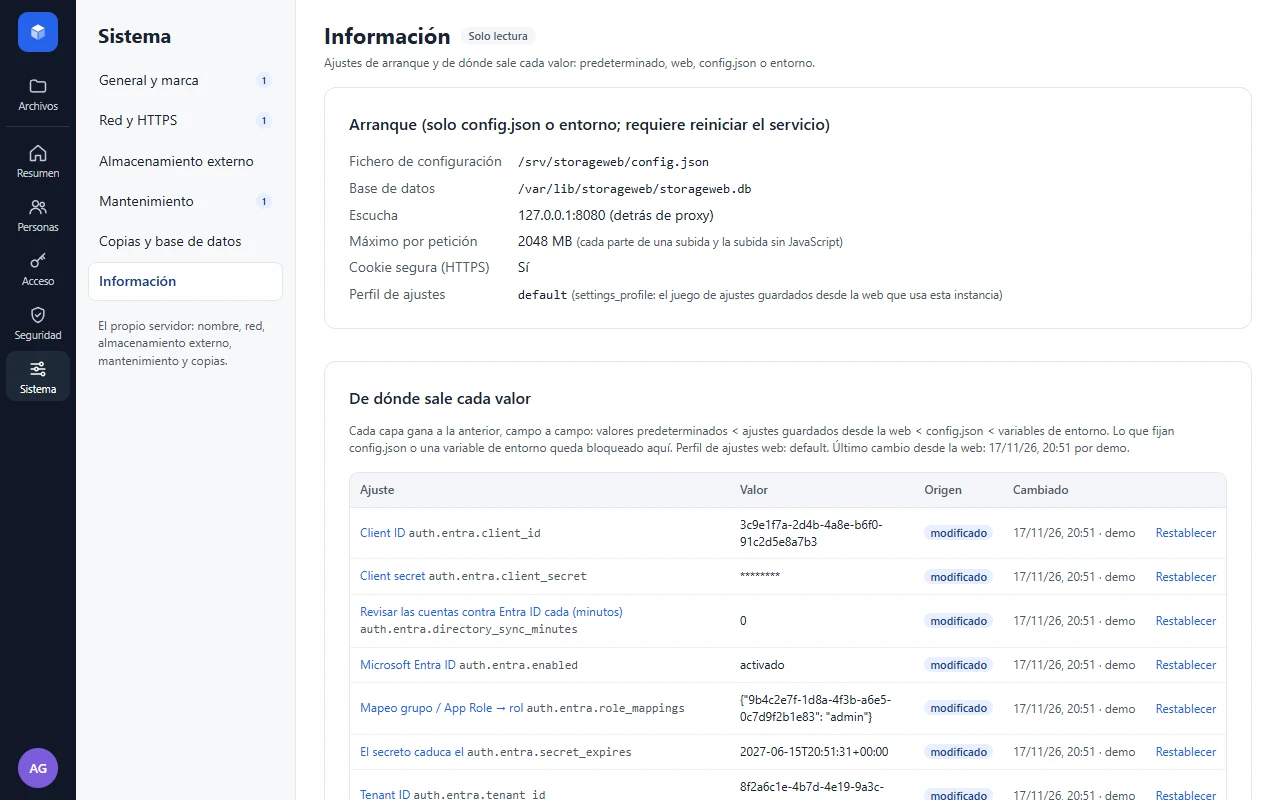 Archivos
Resumen
Personas
Acceso
Seguridad
Sistema
AG
Sistema
General y marca 1
Red y HTTPS 1
Almacenamiento externo
Mantenimiento 1
Copias y base de datos
Información
El propio servidor: nombre, red,
almacenamiento externo,
mantenimiento y copias.
Información Solo lectura
Ajustes de arranque y de dónde sale cada valor: predeterminado, web, config.json o entorno.
Arranque (solo config.json o entorno; requiere reiniciar el servicio)
Fichero de configuración /srv/storageweb/config.json
Base de datos /var/lib/storageweb/storageweb.db
Escucha 127.0.0.1:8080 (detrás de proxy)
Máximo por petición 2048 MB (cada parte de una subida y la subida sin JavaScript)
Cookie segura (HTTPS) Sí
Perfil de ajustes default (settings_profile: el juego de ajustes guardados desde la web que usa esta instancia)
De dónde sale cada valor
Cada capa gana a la anterior, campo a campo: valores predeterminados < ajustes guardados desde la web < config.json < variables de entorno. Lo que fijan
config.json o una variable de entorno queda bloqueado aquí. Perfil de ajustes web: default. Último cambio desde la web: 17/11/26, 20:51 por demo.
Ajuste Valor Origen Cambiado
Client ID auth.entra.client_id 3c9e1f7a-2d4b-4a8e-b6f0-
91c2d5e8a7b3 modificado 17/11/26, 20:51 · demo Restablecer
Client secret auth.entra.client_secret ******** modificado 17/11/26, 20:51 · demo Restablecer
Revisar las cuentas contra Entra ID cada (minutos)
auth.entra.directory_sync_minutes 0 modificado 17/11/26, 20:51 · demo Restablecer
Microsoft Entra ID auth.entra.enabled activado modificado 17/11/26, 20:51 · demo Restablecer
Mapeo grupo / App Role → rol auth.entra.role_mappings {"9b4c2e7f-1d8a-4f3b-a6e5-
0c7d9f2b1e83": "admin"} modificado 17/11/26, 20:51 · demo Restablecer
El secreto caduca el auth.entra.secret_expires 2027-06-15T20:51:31+00:00 modificado 17/11/26, 20:51 · demo Restablecer
Tenant ID auth.entra.tenant_id 8f2a6c1e-4b7d-4e19-9a3c- modificado 17/11/26, 20:51 · demo Restablecer